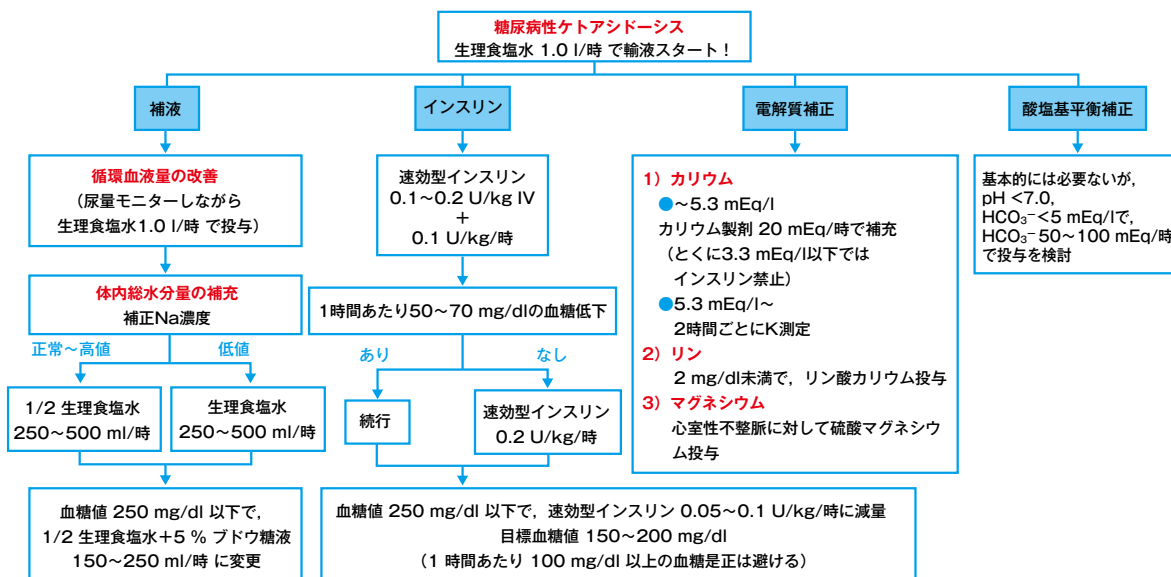 糖尿病性ケトアシドーシス
生理食塩水 1.0 l/時 で輸液スタート！
補液
インスリン
電解質補正
酸塩基平衡補正
循環血液量の改善
（尿量モニターしながら
生理食塩水1.0 l/時 で投与）
体内総水分量の補充
補正Na濃度
正常～高値
低値
1/2 生理食塩水
250～500 ml/時
生理食塩水
250～500 ml/時
血糖値 250 mg/dl 以下で，
1/2 生理食塩水＋5 % ブドウ糖液
150～250 ml/時 に変更
速効型インスリン
0.1～0.2 U/kg IV
＋
0.1 U/kg/時
1時間あたり50～70 mg/dlの血糖低下
あり
なし
続行
速効型インスリン
0.2 U/kg/時
血糖値 250 mg/dl 以下で，速効型インスリン 0.05～0.1 U/kg/時に減量
目標血糖値 150～200 mg/dl
（1 時間あたり 100 mg/dl 以上の血糖是正は避ける）
1）カリウム
●～5.3 mEq/l
カリウム製剤 20 mEq/時で補充
（とくに3.3 mEq/l以下では
インスリン禁止）
●5.3 mEq/l～
2時間ごとにK測定
2）リン
2 mg/dl未満で，リン酸カリウム投与
3）マグネシウム
心室性不整脈に対して硫酸マグネシウ
ム投与
基本的には必要ないが，
pH <7.0，
HCO₃⁻<5 mEq/lで，
HCO₃⁻50～100 mEq/時
で投与を検討